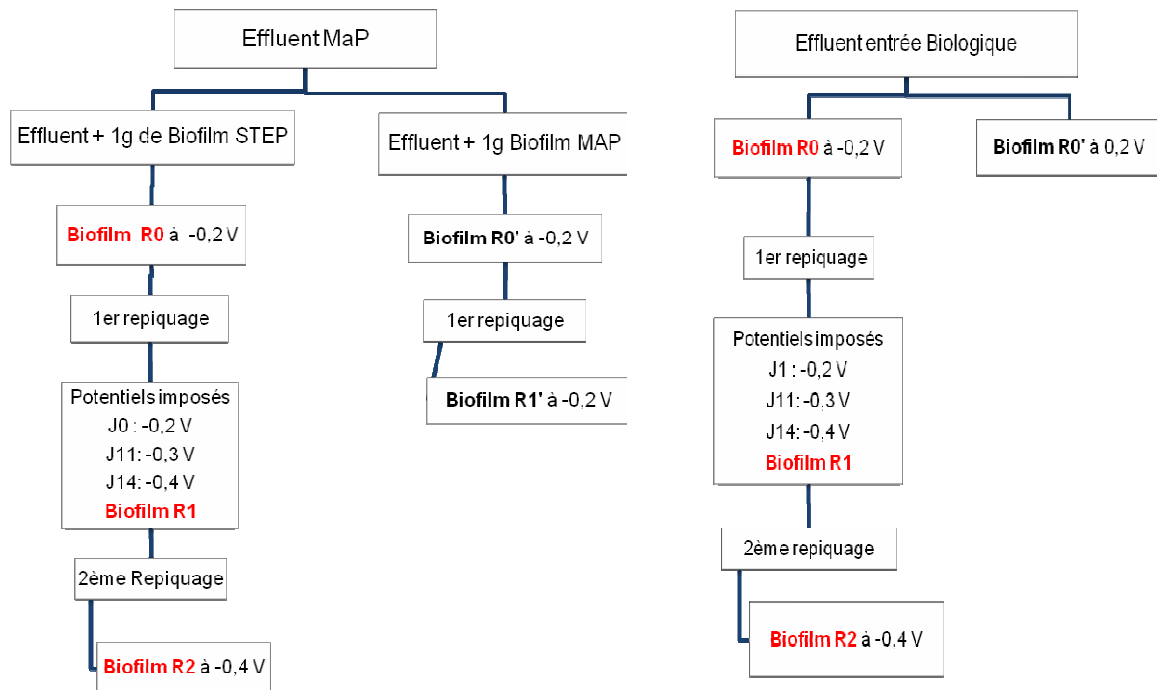 Effluent MaP
Effluent + 1g de Biofilm STEP
Effluent + 1g Biofilm MAP
Biofilm R0 à -0,2 V
Biofilm R0' à -0,2 V
1er repiquage
1er repiquage
Potentiels imposés
J0 : -0,2 V
J11: -0,3 V
J14: -0,4 V
Biofilm R1
Biofilm R1' à -0,2 V
2ème Repiquage
Biofilm R2 à -0,4 V
Effluent entrée Biologique
Biofilm R0 à -0,2 V
Biofilm R0' à 0,2 V
1er repiquage
Potentiels imposés
J1 : -0,2 V
J11: -0,3 V
J14: -0,4 V
Biofilm R1
2ème repiquage
Biofilm R2 à -0,4 V